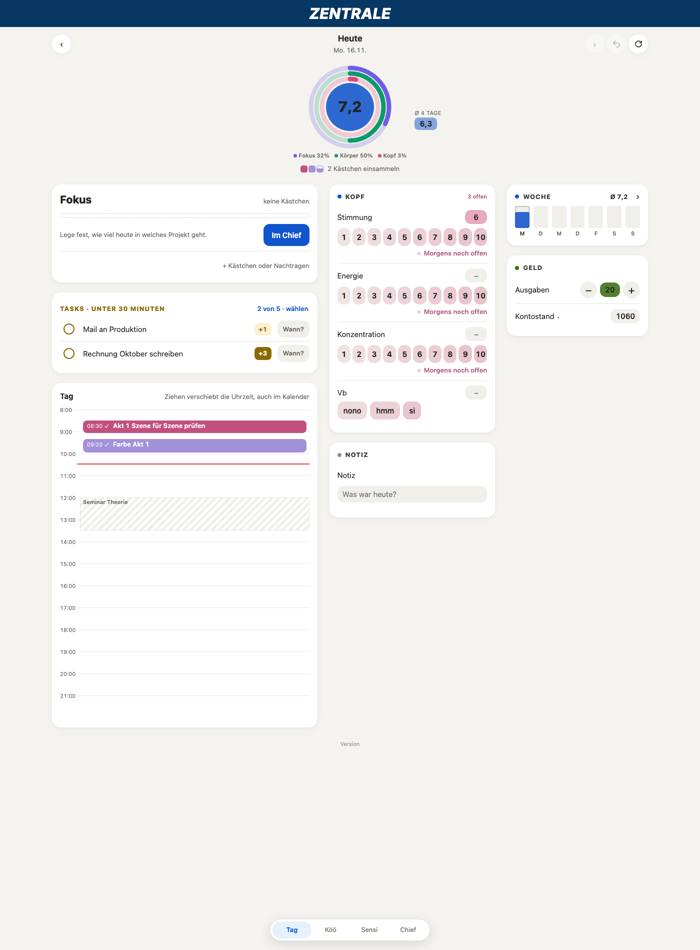 ZENTRALE
‹
Heute
Mo. 16.11.
›
7,2
Ø 4 TAGE
6,3
Fokus 32% Körper 50% Kopf 3%
2 Kästchen einsammeln
Fokus
keine Kästchen
Lege fest, wie viel heute in welches Projekt geht.
Im Chief
+ Kästchen oder Nachtragen
TASKS · UNTER 30 MINUTEN
2 von 5 · wählen
Mail an Produktion
+1
Wann?
Rechnung Oktober schreiben
+3
Wann?
Tag
Ziehen verschiebt die Uhrzeit, auch im Kalender
8:00
08:30 ✓ Akt 1 Szene für Szene prüfen
9:00
09:20 ✓ Farbe Akt 1
10:00
11:00
12:00
Seminar Theorie
13:00
14:00
15:00
16:00
17:00
18:00
19:00
20:00
21:00
KOPF
3 offen
Stimmung
6
1 2 3 4 5 6 7 8 9 10
Morgens noch offen
Energie
–
1 2 3 4 5 6 7 8 9 10
Morgens noch offen
Konzentration
–
1 2 3 4 5 6 7 8 9 10
Morgens noch offen
Vb
–
nono hmm si
NOTIZ
Notiz
Was war heute?
WOCHE
Ø 7,2 ›
M D M D F S S
GELD
Ausgaben
– 20 +
Kontostand ·
1060
Version
Tag Köö Sensi Chief